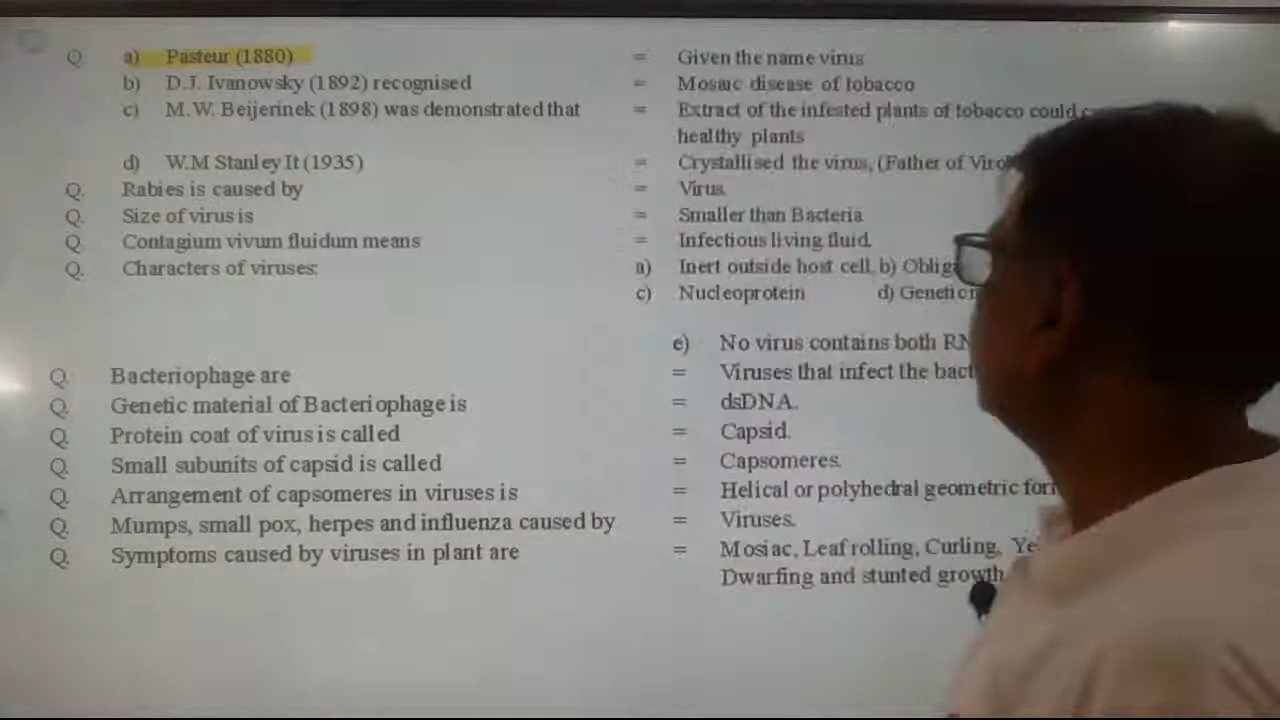 Q. a) Pasteur (1880) = Given the name virus
b) D.J. Ivanowsky (1892) recognised = Mosaic disease of tobacco
c) M.W. Beijerinek (1898) was demonstrated that = Extract of the infested plants of tobacco could
healthy plants
d) W.M Stanley It (1935) = Crystallised the virus, (Father of
Q. Rabies is caused by = Virus.
Q. Size of virus is = Smaller than Bacteria
Q. Contagium vivum fluidum means = Infectious living fluid.
Q. Characters of viruses: a) Inert outside host cell. b)
c) Nucleoprotein d)
e) No virus contains both
Q. Bacteriophage are = Viruses that infect the
Q. Genetic material of Bacteriophage is = dsDNA.
Q. Protein coat of virus is called = Capsid.
Q. Small subunits of capsid is called = Capsomeres.
Q. Arrangement of capsomeres in viruses is = Helical or polyhedral geometric
Q. Mumps, small pox, herpes and influenza caused by = Viruses.
Q. Symptoms caused by viruses in plant are = Mosiac, Leaf rolling, Curling,
Dwarfing and stunted growth